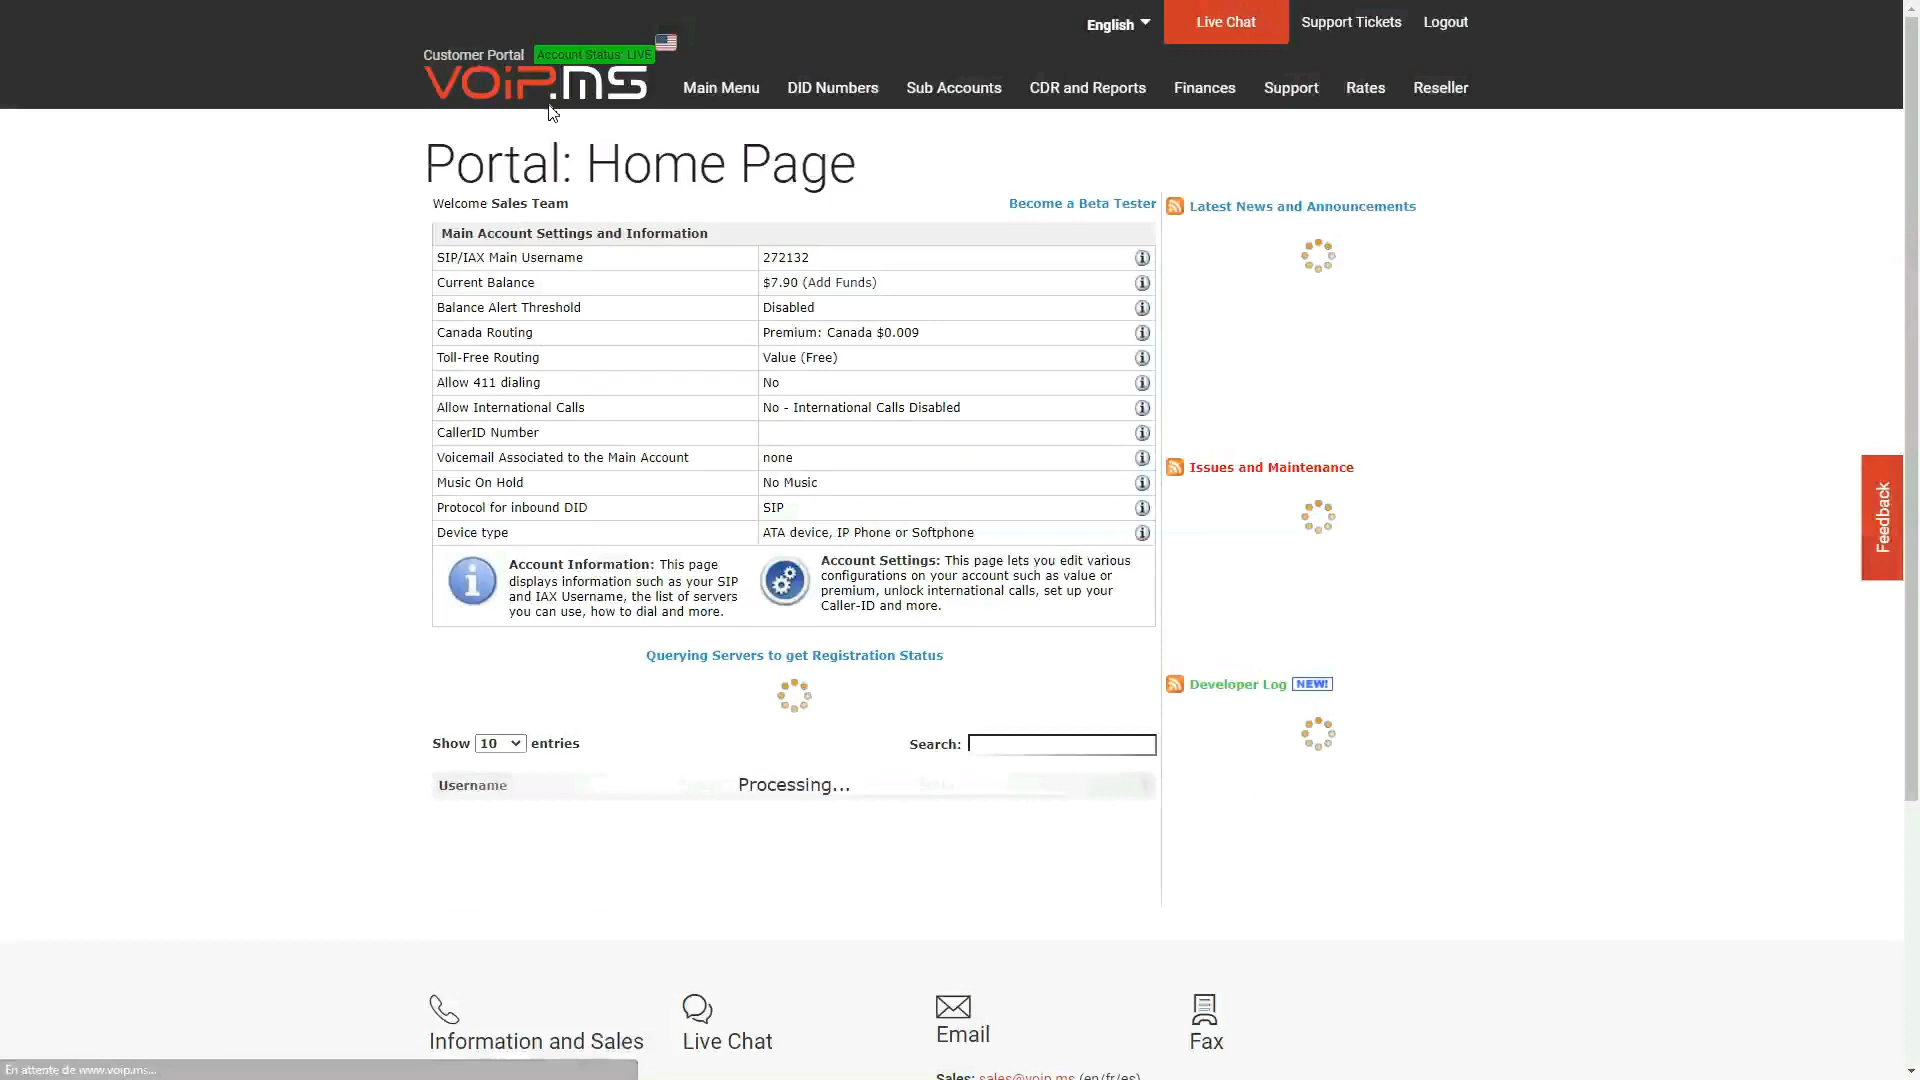 English
Live Chat
Support Tickets
Logout
Customer Portal
Account Status: LIVE
voip.ms
Main Menu
DID Numbers
Sub Accounts
CDR and Reports
Finances
Support
Rates
Reseller
Portal: Home Page
Welcome Sales Team
Become a Beta Tester
Main Account Settings and Information
SIP/IAX Main Username
272132
Current Balance
$7.90 (Add Funds)
Balance Alert Threshold
Disabled
Canada Routing
Premium: Canada $0.009
Toll-Free Routing
Value (Free)
Allow 411 dialing
No
Allow International Calls
No - International Calls Disabled
CallerID Number
Voicemail Associated to the Main Account
none
Music On Hold
No Music
Protocol for inbound DID
SIP
Device type
ATA device, IP Phone or Softphone
Account Information: This page
displays information such as your SIP
and IAX Username, the list of servers
you can use, how to dial and more.
Account Settings: This page lets you edit various
configurations on your account such as value or
premium, unlock international calls, set up your
Caller-ID and more.
Querying Servers to get Registration Status
Show 10 entries
Search:
Username
Processing...
Latest News and Announcements
Issues and Maintenance
Developer Log NEW!
Feedback
Information and Sales
Live Chat
Email
Fax
Sales: sales@voip.ms (en/fr/es)
En attente de www.voip.ms...